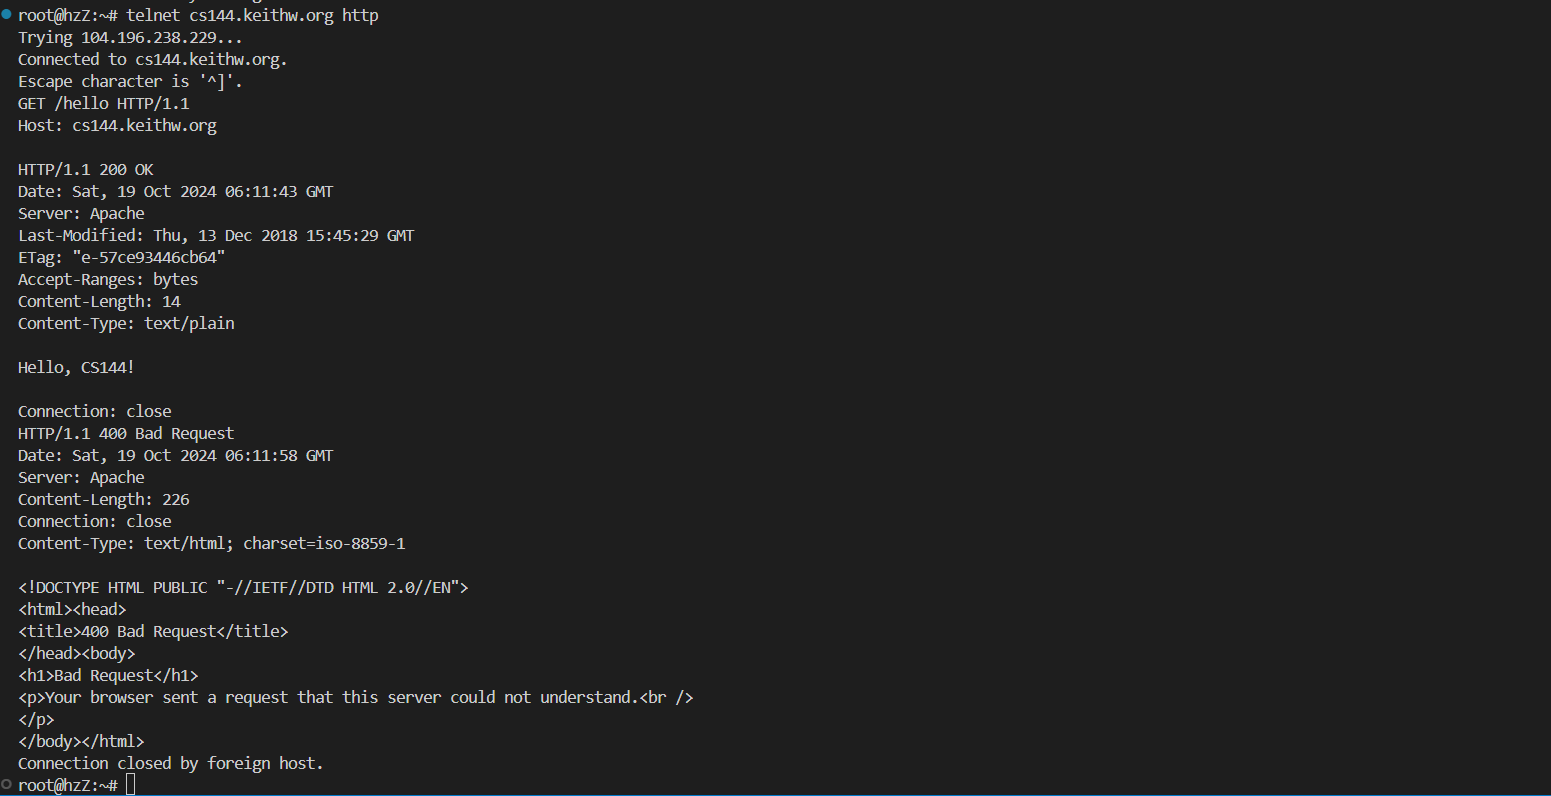 root@hzZ:~# telnet cs144.keithw.org http
Trying 104.196.238.229...
Connected to cs144.keithw.org.
Escape character is '^]'.
GET /hello HTTP/1.1
Host: cs144.keithw.org

HTTP/1.1 200 OK
Date: Sat, 19 Oct 2024 06:11:43 GMT
Server: Apache
Last-Modified: Thu, 13 Dec 2018 15:45:29 GMT
ETag: "e-57ce93446cb64"
Accept-Ranges: bytes
Content-Length: 14
Content-Type: text/plain

Hello, CS144!

Connection: close
HTTP/1.1 400 Bad Request
Date: Sat, 19 Oct 2024 06:11:58 GMT
Server: Apache
Content-Length: 226
Connection: close
Content-Type: text/html; charset=iso-8859-1

<!DOCTYPE HTML PUBLIC "-//IETF//DTD HTML 2.0//EN">
<html><head>
<title>400 Bad Request</title>
</head><body>
<h1>Bad Request</h1>
<p>Your browser sent a request that this server could not understand.<br />
</p>
</body></html>
Connection closed by foreign host.
root@hzZ:~#